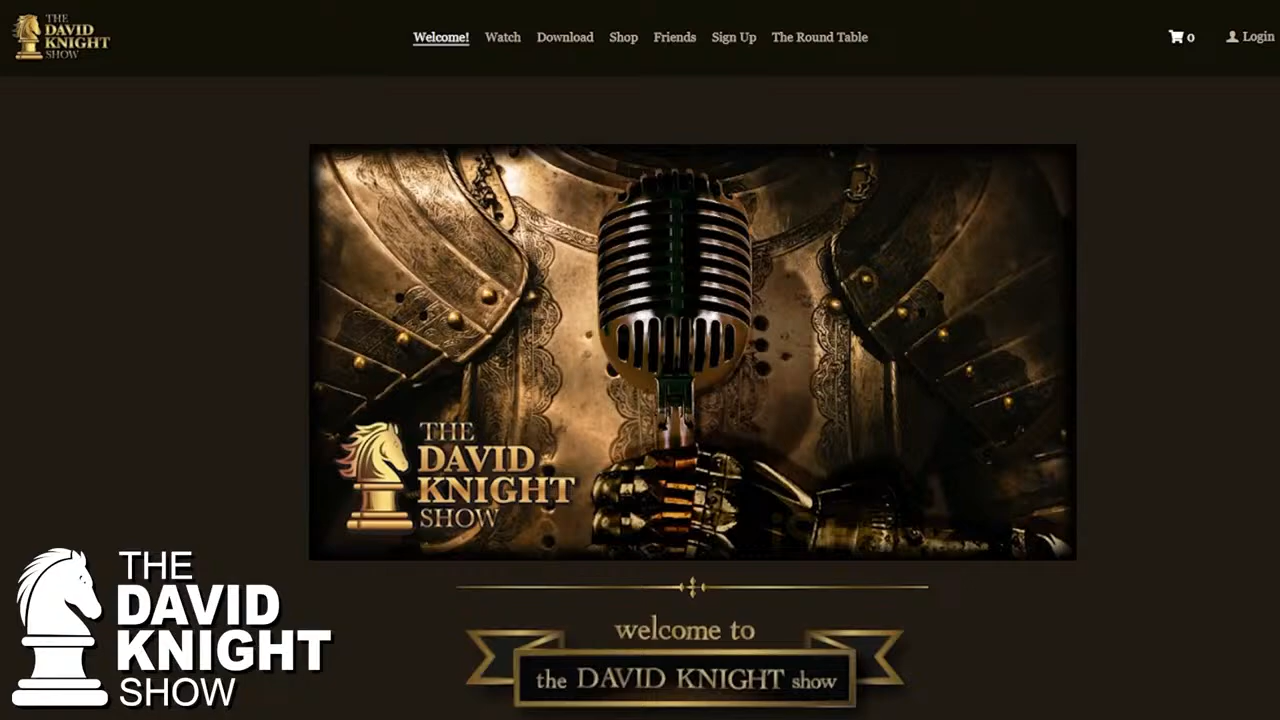 THE
DAVID
KNIGHT
SHOW
Welcome! Watch Download Shop Friends Sign Up The Round Table
0 Login
THE
DAVID
KNIGHT
SHOW
welcome to
the DAVID KNIGHT show
THE
DAVID
KNIGHT
SHOW